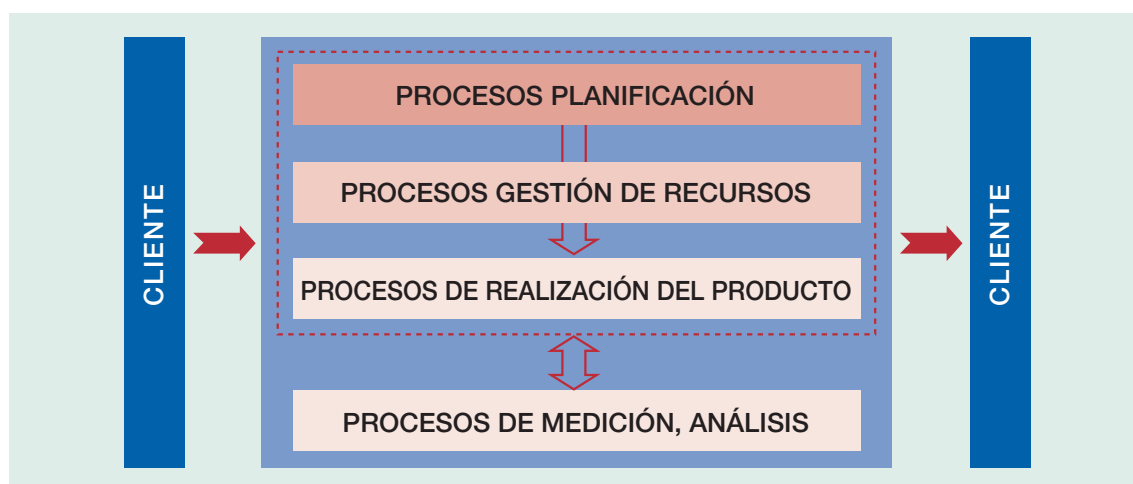 CLIENTE
PROCESOS PLANIFICACIÓN
PROCESOS GESTIÓN DE RECURSOS
PROCESOS DE REALIZACIÓN DEL PRODUCTO
PROCESOS DE MEDICIÓN, ANÁLISIS
CLIENTE